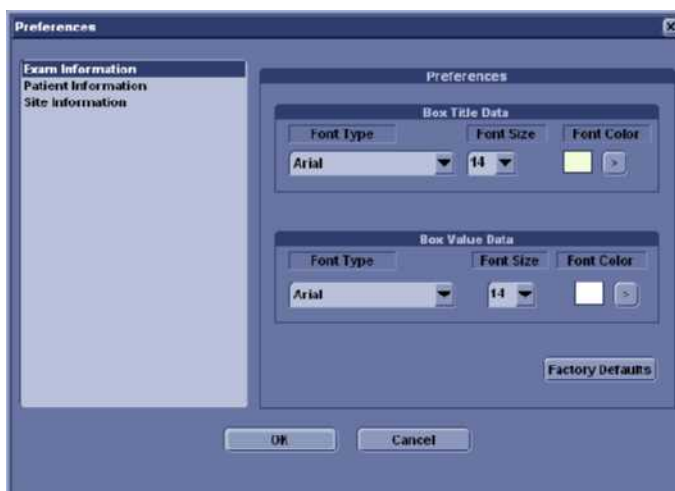 Preferences
Exam Information
Patient Information
Site Information
Preferences
Box Title Data
Font Type Font Size Font Color
Arial 14 >
Box Value Data
Font Type Font Size Font Color
Arial 14 >
Factory Defaults
OK Cancel